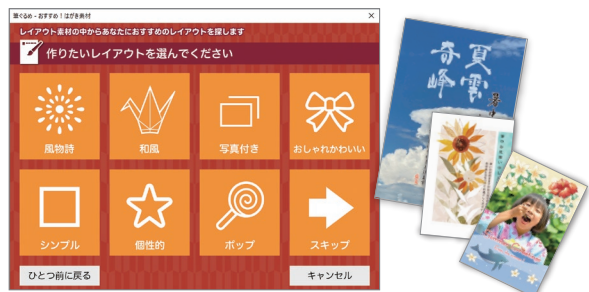 筆ぐるめ - おすすめ！はがき素材
レイアウト素材の中からあなたにおすすめのレイアウトを探します
作りたいレイアウトを選んでください
風物詩
和風
写真付き
おしゃれかわいい
シンプル
個性的
ポップ
スキップ
ひとつ前に戻る
キャンセル
夏雲
奇峰